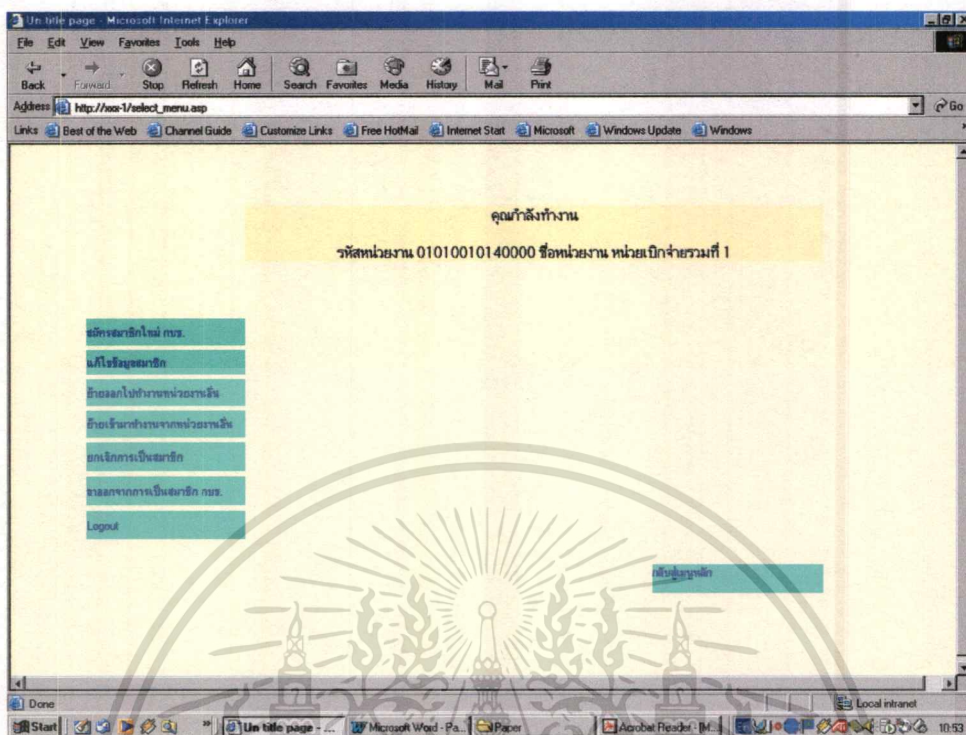 Un title page - Microsoft Internet Explorer
File Edit View Favorites Tools Help
Back Forward Stop Refresh Home Search Favorites Media History Mail Print
Address http://xxx-1/select_menu.asp Go
Links Best of the Web Channel Guide Customize Links Free HotMail Internet Start Microsoft Windows Update Windows
คุณกำลังทำงาน
รหัสหน่วยงาน 01010010140000 ชื่อหน่วยงาน หน่วยเบิกจ่ายรวมที่ 1
สมัครสมาชิกใหม่ กบข.
แก้ไขข้อมูลสมาชิก
ย้ายออกไปทำงานหน่วยงานอื่น
ย้ายเข้ามาทำงานจากหน่วยงานอื่น
ยกเลิกการเป็นสมาชิก
ลาออกจากการเป็นสมาชิก กบข.
Logout
กลับสู่เมนูหลัก
Done Local intranet
Start Un title page - ... Microsoft Word - Pa... Paper Acrobat Reader - [M... 10:53